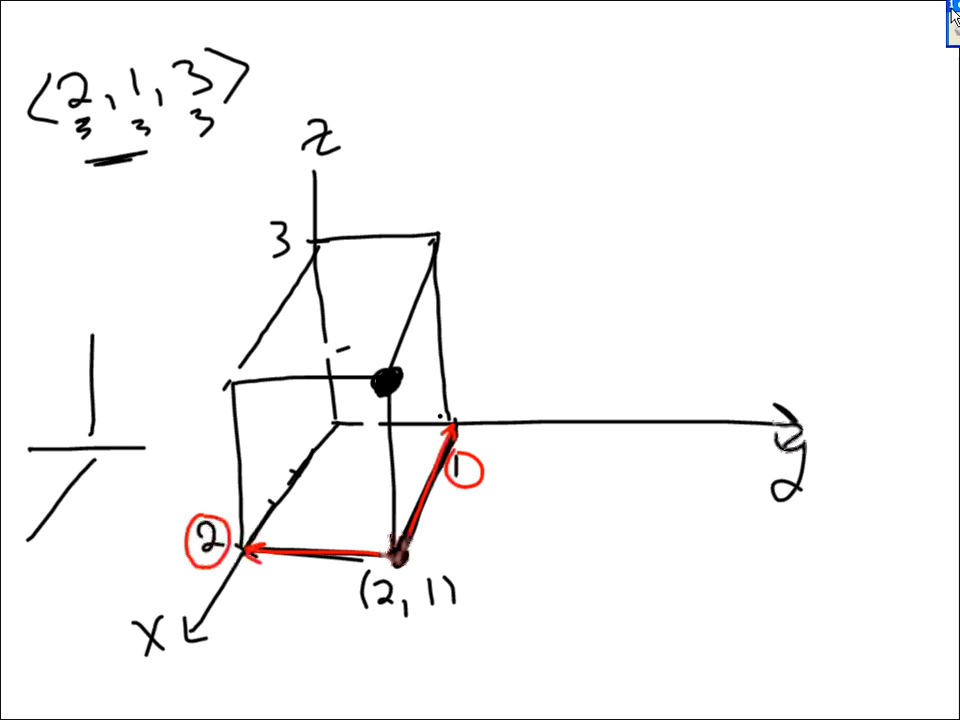 ⟨2, 1, 3⟩
3 3 3
z
3
1
2
(2, 1)
y
x